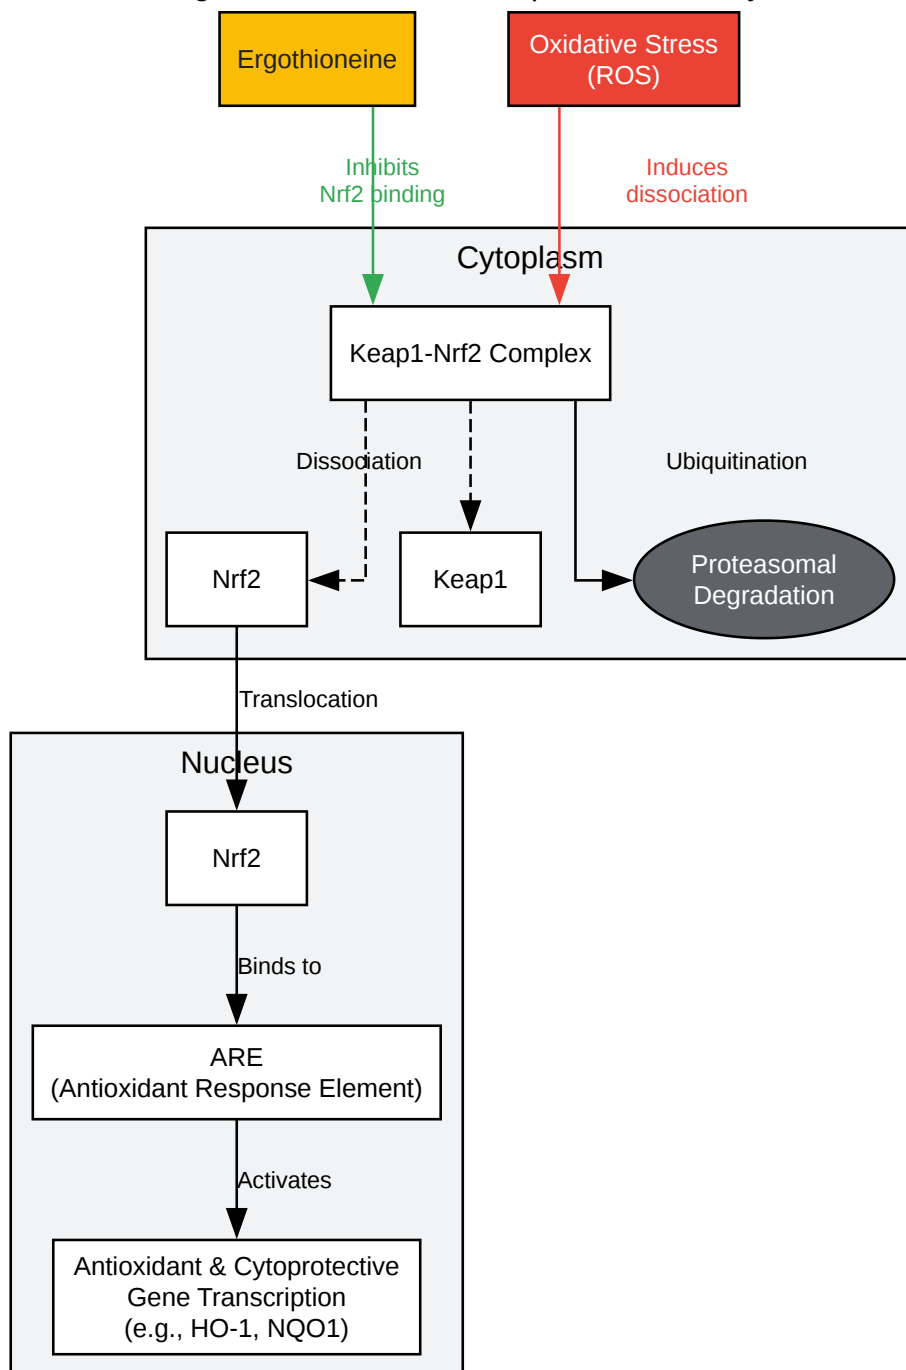 Ergothioneine
Oxidative Stress
(ROS)
Inhibits
Nrf2 binding
Induces
dissociation
Cytoplasm
Keap1-Nrf2 Complex
Dissociation
Ubiquitination
Nrf2
Keap1
Proteasomal
Degradation
Translocation
Nucleus
Nrf2
Binds to
ARE
(Antioxidant Response Element)
Activates
Antioxidant & Cytoprotective
Gene Transcription
(e.g., HO-1, NQO1)